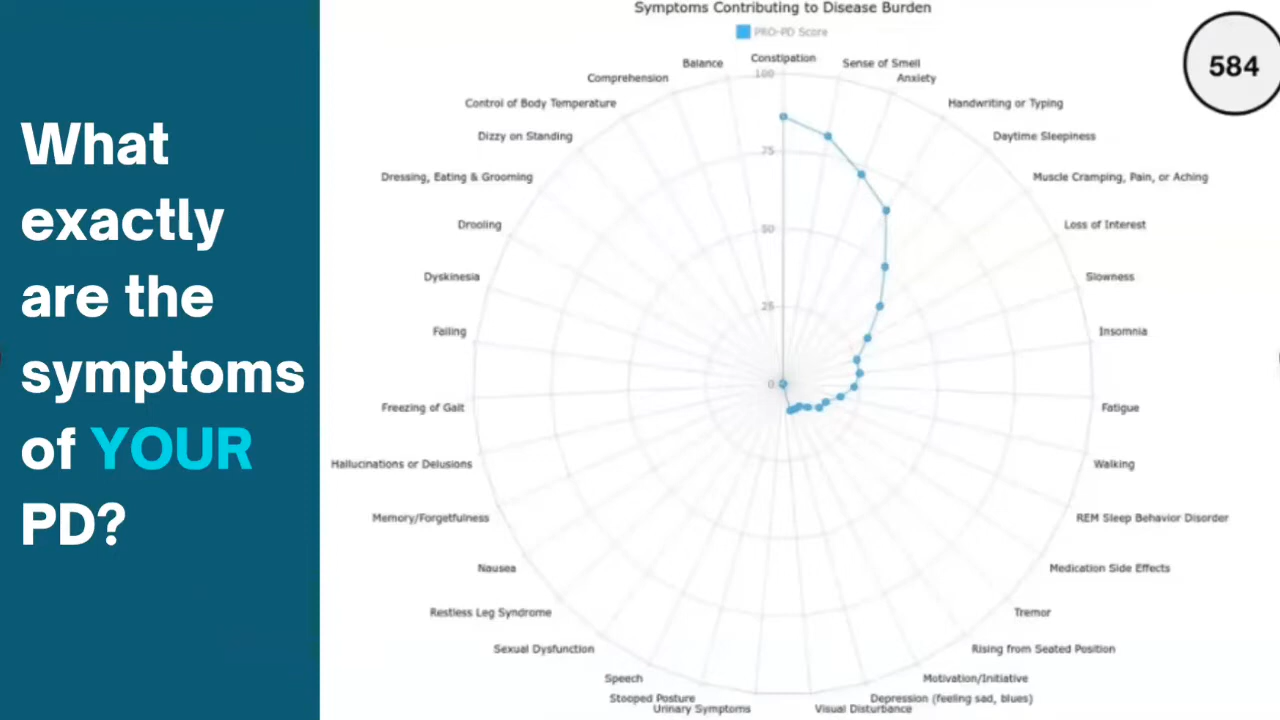 What
exactly
are the
symptoms
of YOUR
PD?
Symptoms Contributing to Disease Burden
PRO-PD Score
584
Constipation
Sense of Smell
Anxiety
Handwriting or Typing
Daytime Sleepiness
Muscle Cramping, Pain, or Aching
Loss of Interest
Slowness
Insomnia
Fatigue
Walking
REM Sleep Behavior Disorder
Medication Side Effects
Tremor
Rising from Seated Position
Motivation/Initiative
Depression (feeling sad, blues)
Visual Disturbance
Urinary Symptoms
Stooped Posture
Speech
Sexual Dysfunction
Restless Leg Syndrome
Nausea
Memory/Forgetfulness
Hallucinations or Delusions
Freezing of Gait
Falling
Dyskinesia
Drooling
Dressing, Eating & Grooming
Dizzy on Standing
Control of Body Temperature
Comprehension
Balance
100
75
50
25
0